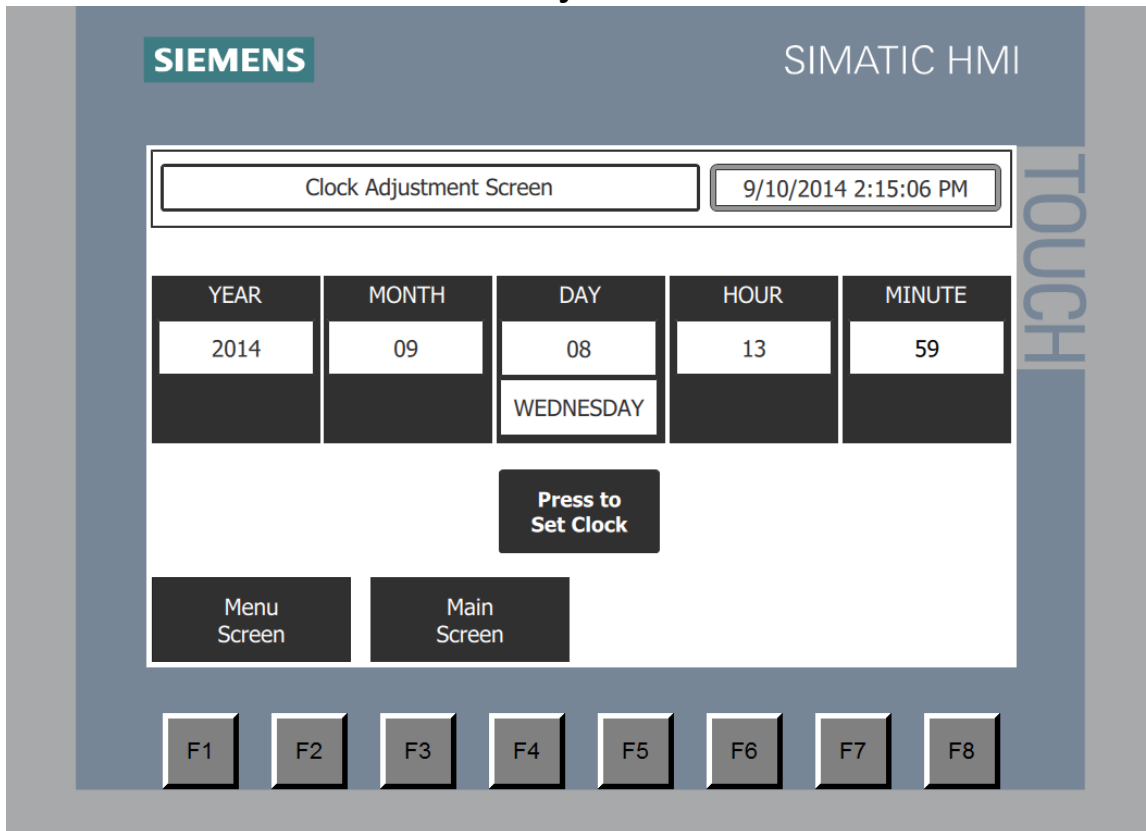 SIEMENS
SIMATIC HMI
TOUCH
Clock Adjustment Screen
9/10/2014 2:15:06 PM
YEAR
MONTH
DAY
HOUR
MINUTE
2014
09
08
13
59
WEDNESDAY
Press to
Set Clock
Menu
Screen
Main
Screen
F1
F2
F3
F4
F5
F6
F7
F8